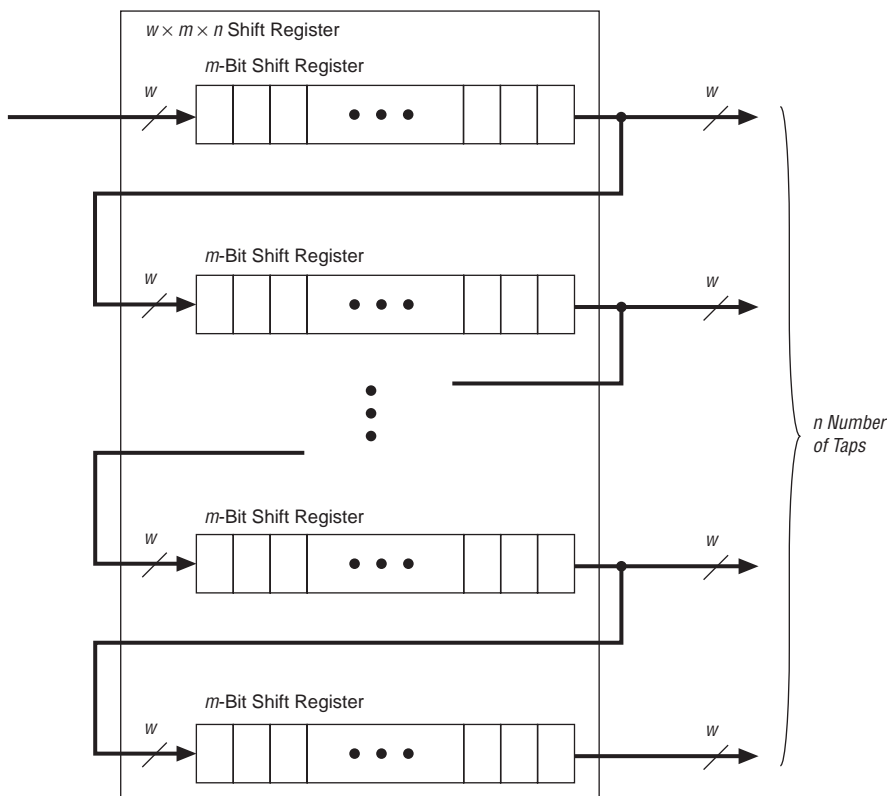 w × m × n Shift Register
m-Bit Shift Register
w
w
m-Bit Shift Register
w
w
n Number
of Taps
m-Bit Shift Register
w
w
m-Bit Shift Register
w
w